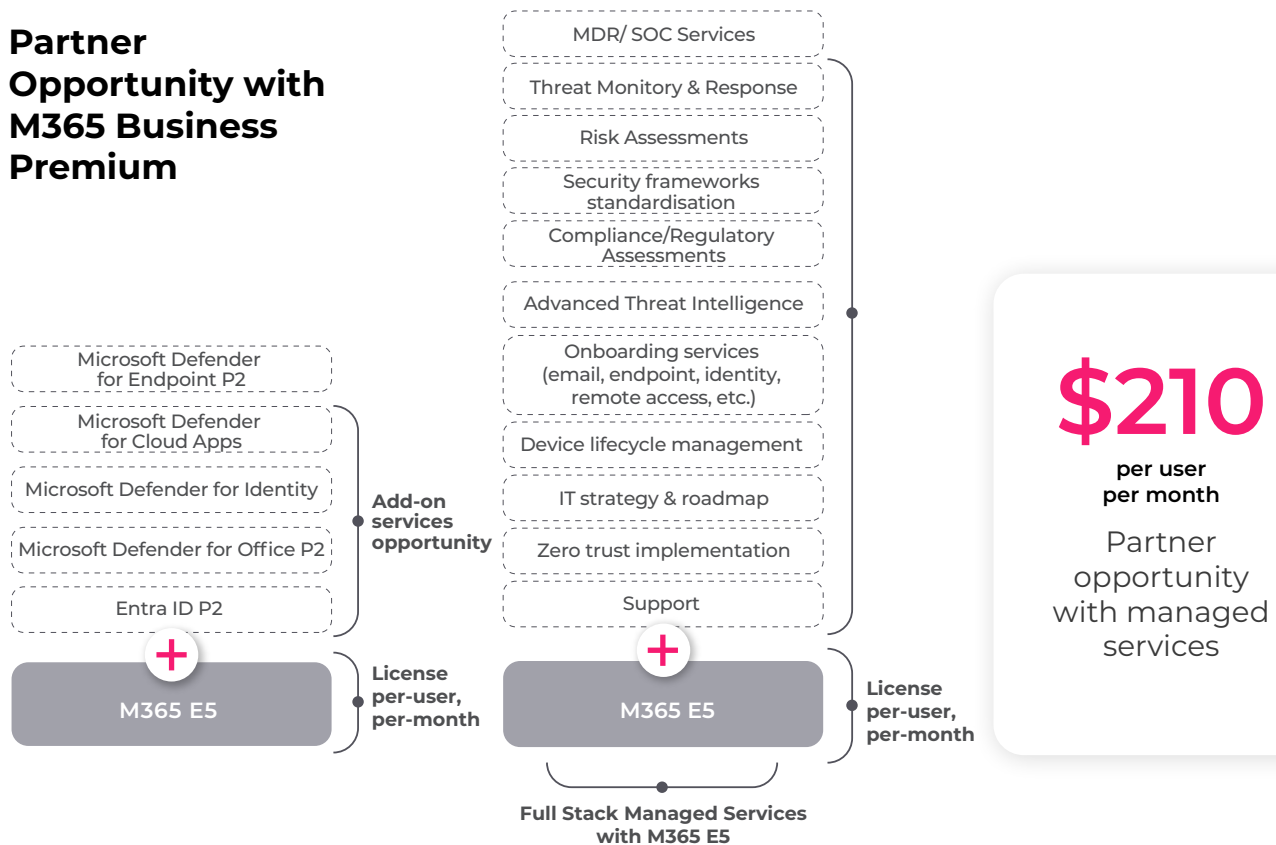 Partner
Opportunity with
M365 Business
Premium
Microsoft Defender
for Endpoint P2
Microsoft Defender
for Cloud Apps
Microsoft Defender for Identity
Microsoft Defender for Office P2
Entra ID P2
+
M365 E5
Add-on
services
opportunity
License
per-user,
per-month
MDR/ SOC Services
Threat Monitory & Response
Risk Assessments
Security frameworks
standardisation
Compliance/Regulatory
Assessments
Advanced Threat Intelligence
Onboarding services
(email, endpoint, identity,
remote access, etc.)
Device lifecycle management
IT strategy & roadmap
Zero trust implementation
Support
+
M365 E5
License
per-user,
per-month
Full Stack Managed Services
with M365 E5
$210
per user
per month
Partner
opportunity
with managed
services